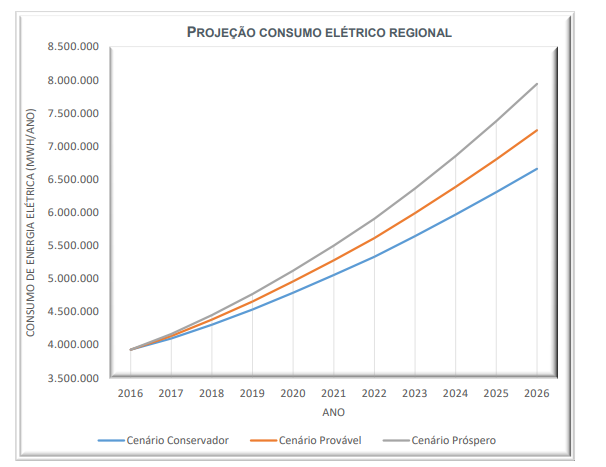 PROJEÇÃO CONSUMO ELÉTRICO REGIONAL
CONSUMO DE ENERGIA ELÉTRICA (MWH/ANO)
8.500.000
8.000.000
7.500.000
7.000.000
6.500.000
6.000.000
5.500.000
5.000.000
4.500.000
4.000.000
3.500.000
2016 2017 2018 2019 2020 2021 2022 2023 2024 2025 2026
ANO
Cenário Conservador Cenário Provável Cenário Próspero